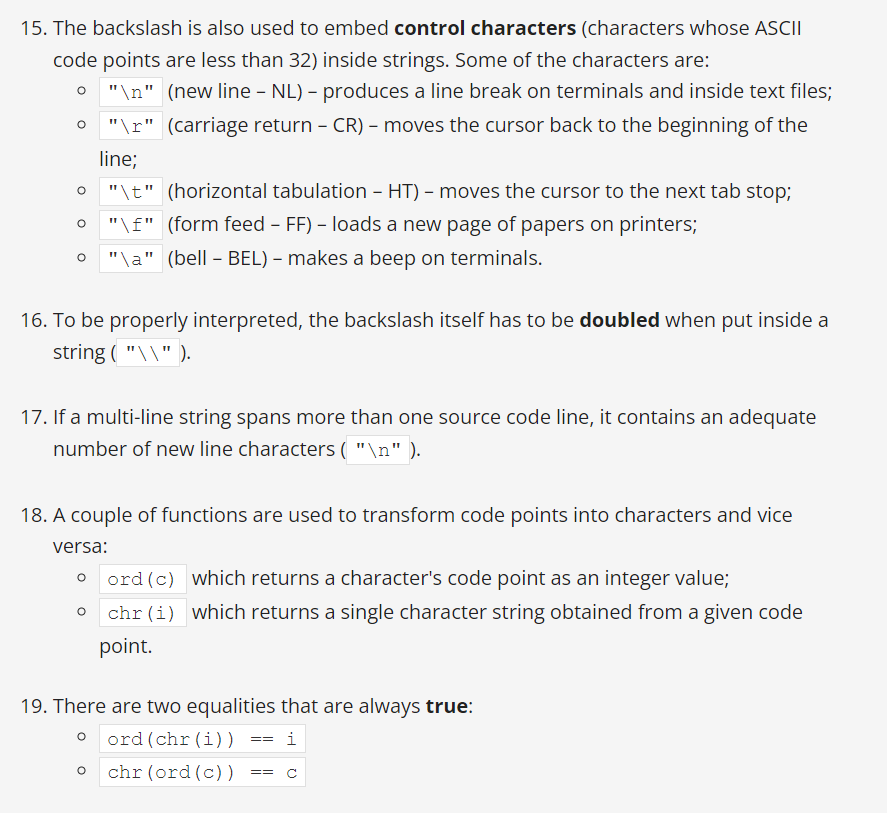 15. The backslash is also used to embed control characters (characters whose ASCII
code points are less than 32) inside strings. Some of the characters are:
"\n" (new line – NL) – produces a line break on terminals and inside text files;
"\r" (carriage return – CR) – moves the cursor back to the beginning of the
line;
"\t" (horizontal tabulation – HT) – moves the cursor to the next tab stop;
"\f" (form feed – FF) – loads a new page of papers on printers;
"\a" (bell – BEL) – makes a beep on terminals.
16. To be properly interpreted, the backslash itself has to be doubled when put inside a
string ( "\\" ).
17. If a multi-line string spans more than one source code line, it contains an adequate
number of new line characters ( "\n" ).
18. A couple of functions are used to transform code points into characters and vice
versa:
ord(c) which returns a character's code point as an integer value;
chr(i) which returns a single character string obtained from a given code
point.
19. There are two equalities that are always true:
ord(chr(i)) == i
chr(ord(c)) == c